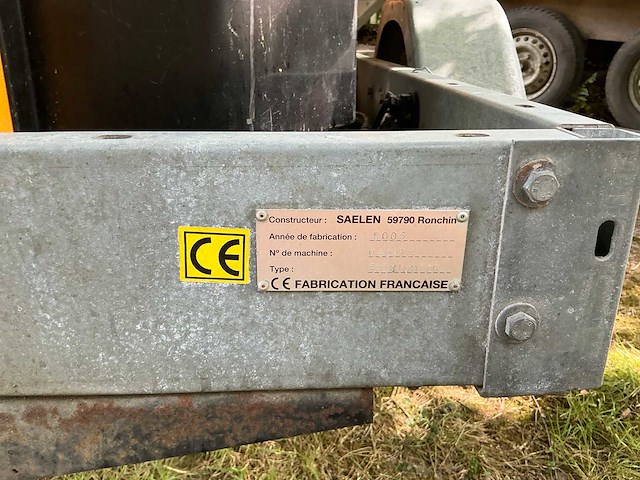 CE
Constructeur : SAELEN 59790 Ronchin
Année de fabrication :
N° de machine :
Type :
CE FABRICATION FRANCAISE